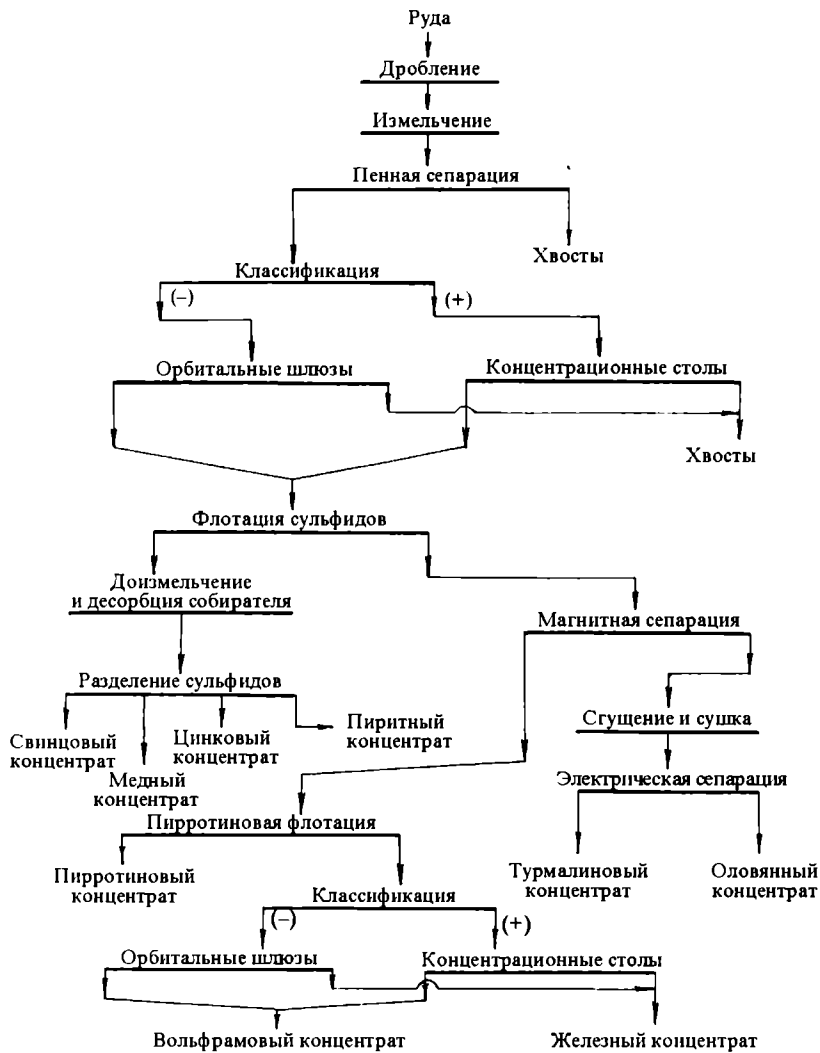 Руда
Дробление
Измельчение
Пенная сепарация
Хвосты
Классификация
(–)
(+)
Орбитальные шлюзы
Концентрационные столы
Хвосты
Флотация сульфидов
Доизмельчение
и десорбция собирателя
Магнитная сепарация
Разделение сульфидов
Свинцовый
концентрат
Медный
концентрат
Цинковый
концентрат
Пиритный
концентрат
Сгущение и сушка
Электрическая сепарация
Турмалиновый
концентрат
Оловянный
концентрат
Пирротиновая флотация
Пирротиновый
концентрат
Классификация
(–)
(+)
Орбитальные шлюзы
Концентрационные столы
Вольфрамовый концентрат
Железный концентрат